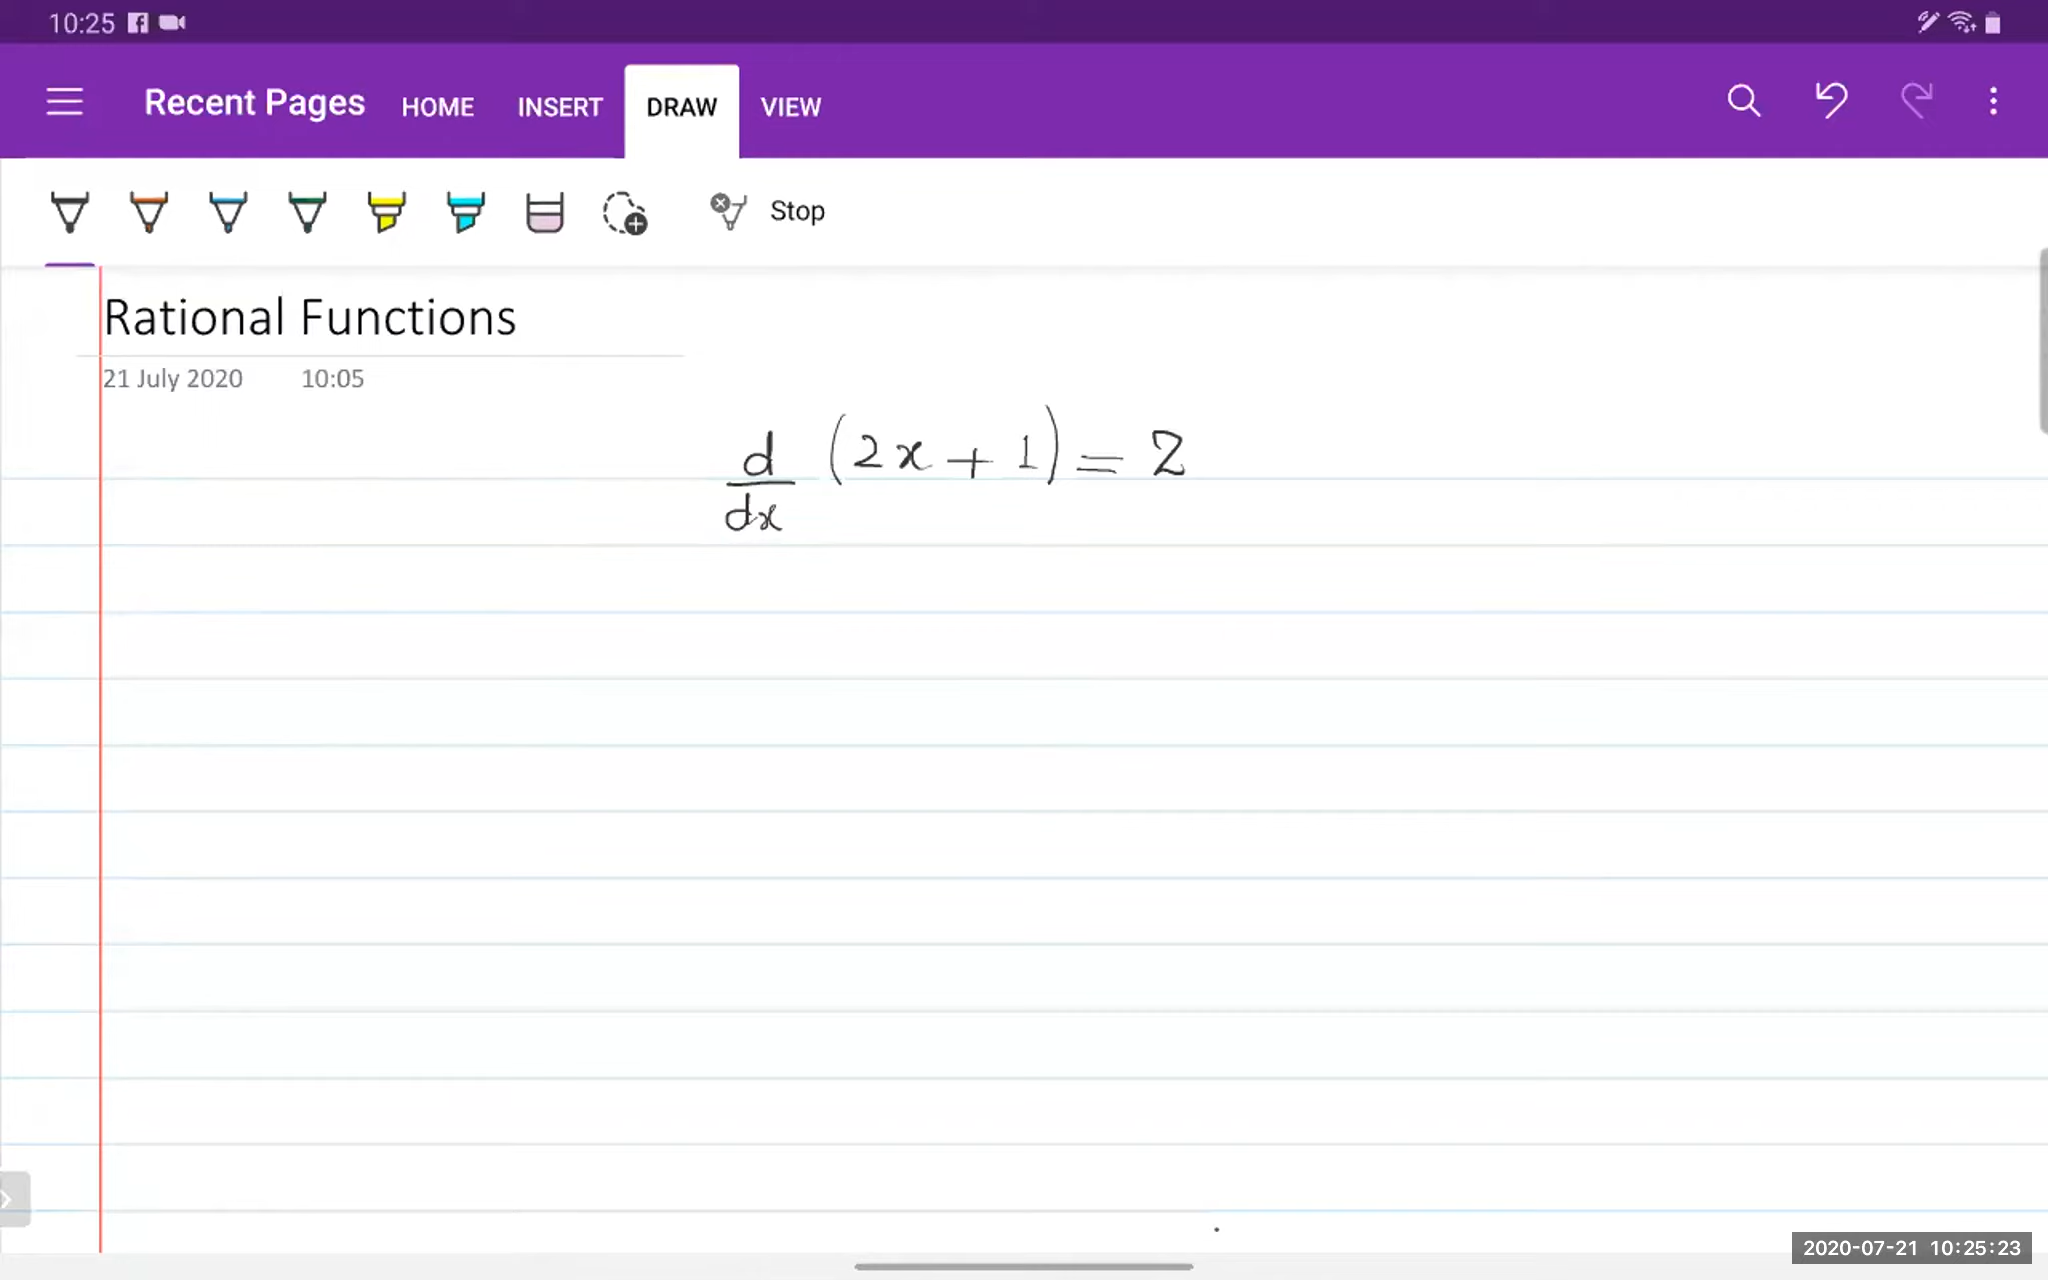 10:25
Recent Pages HOME INSERT DRAW VIEW
Stop
Rational Functions
21 July 2020 10:05
d/dx (2x + 1) = 2
2020-07-21 10:25:23